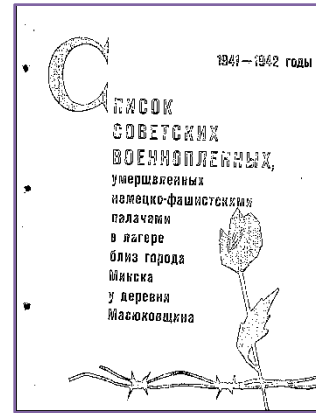 1941—1942 годы
Список
советских
военнопленных,
умерщвленных
немецко-фашистскими
палачами
в лагере
близ города
Минска
у деревни
Масюковщина